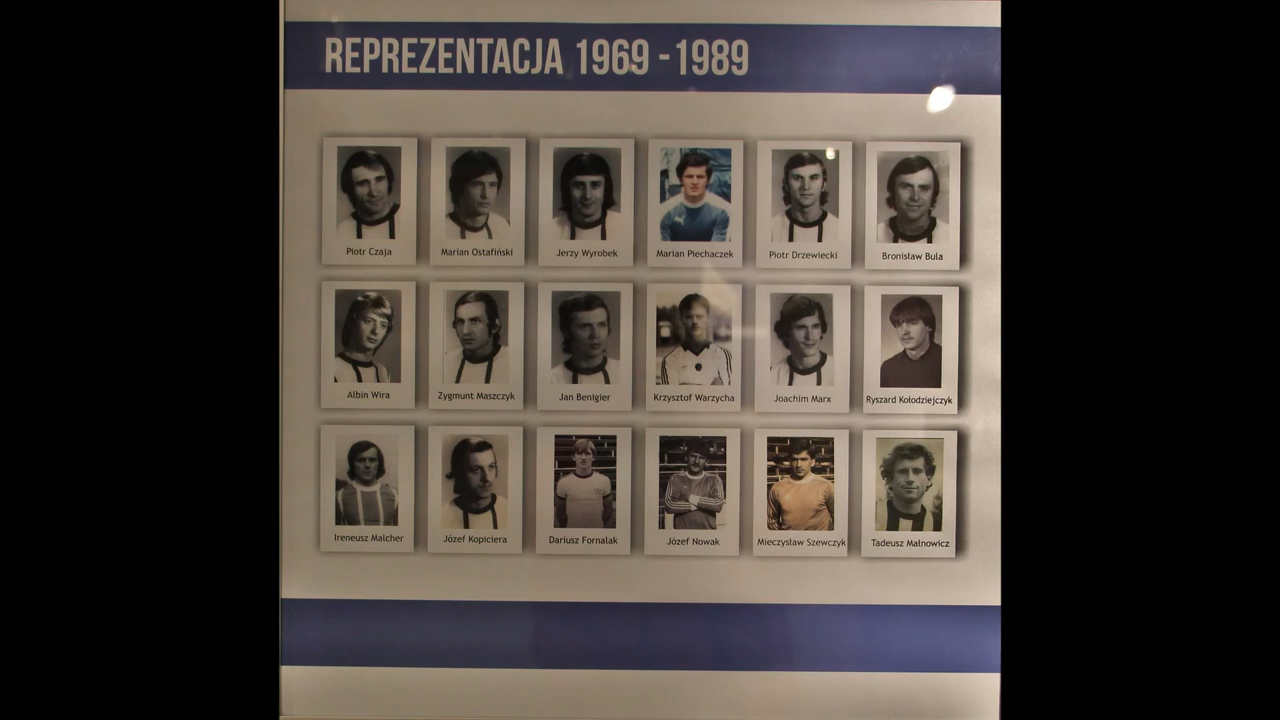 REPREZENTACJA 1969 - 1989
Piotr Czaja
Marian Ostafiński
Jerzy Wyrobek
Marian Piechaczek
Piotr Drzewiecki
Bronisław Bula
Albin Wira
Zygmunt Maszczyk
Jan Benigier
Krzysztof Warzycha
Joachim Marx
Ryszard Kołodziejczyk
Ireneusz Malcher
Józef Kopiciera
Dariusz Fornalak
Józef Nowak
Mieczysław Szewczyk
Tadeusz Małnowicz